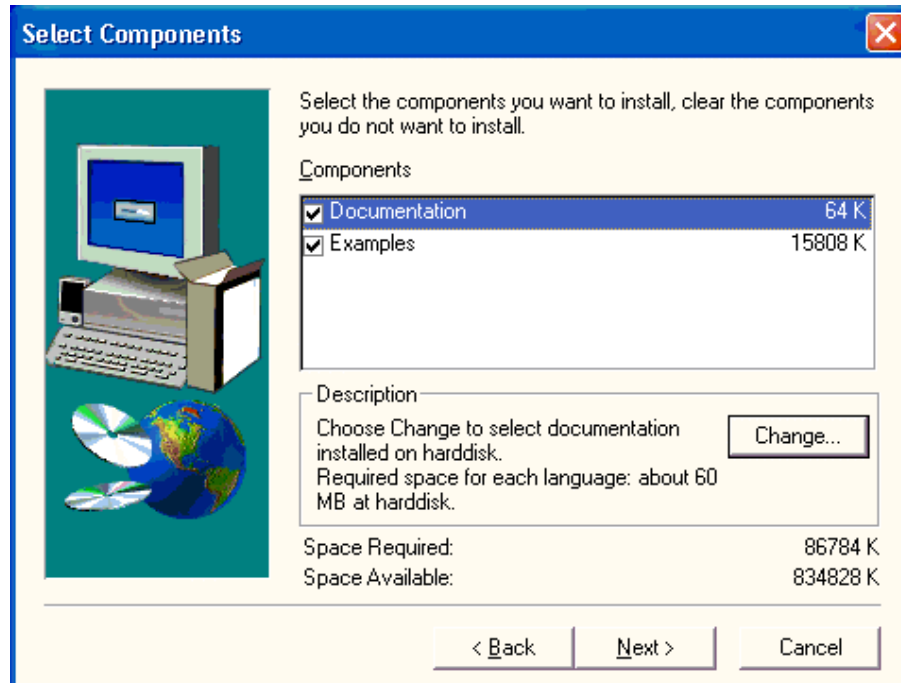 Select Components
Select the components you want to install, clear the components
you do not want to install.
Components
Documentation 64 K
Examples 15808 K
Description
Choose Change to select documentation
installed on harddisk.
Required space for each language: about 60
MB at harddisk.
Change...
Space Required: 86784 K
Space Available: 834828 K
< Back Next > Cancel